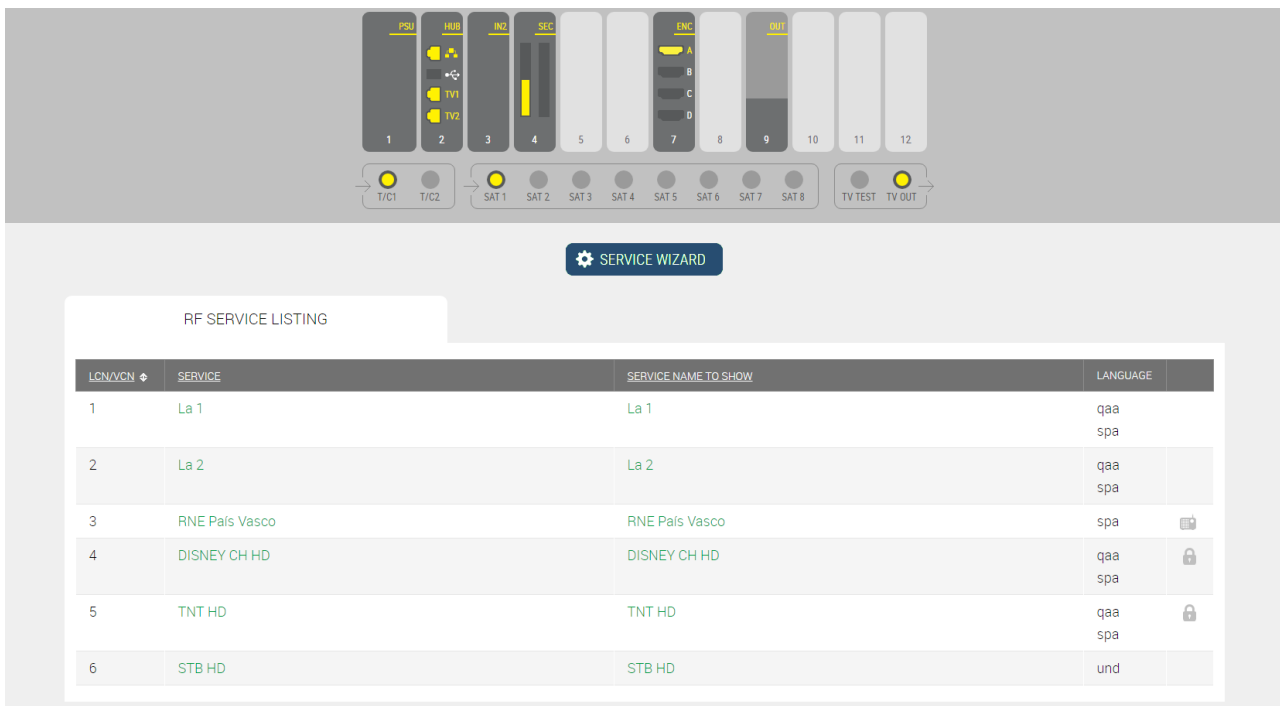 PSU HUB IN2 SEC ENC OUT
A
B
TV1 C
TV2 D
1 2 3 4 5 6 7 8 9 10 11 12
T/C1 T/C2 SAT 1 SAT 2 SAT 3 SAT 4 SAT 5 SAT 6 SAT 7 SAT 8 TV TEST TV OUT
SERVICE WIZARD
RF SERVICE LISTING
LCN/VCN SERVICE SERVICE NAME TO SHOW LANGUAGE
1 La 1 La 1 qaa
spa
2 La 2 La 2 qaa
spa
3 RNE País Vasco RNE País Vasco spa
4 DISNEY CH HD DISNEY CH HD qaa
spa
5 TNT HD TNT HD qaa
spa
6 STB HD STB HD und